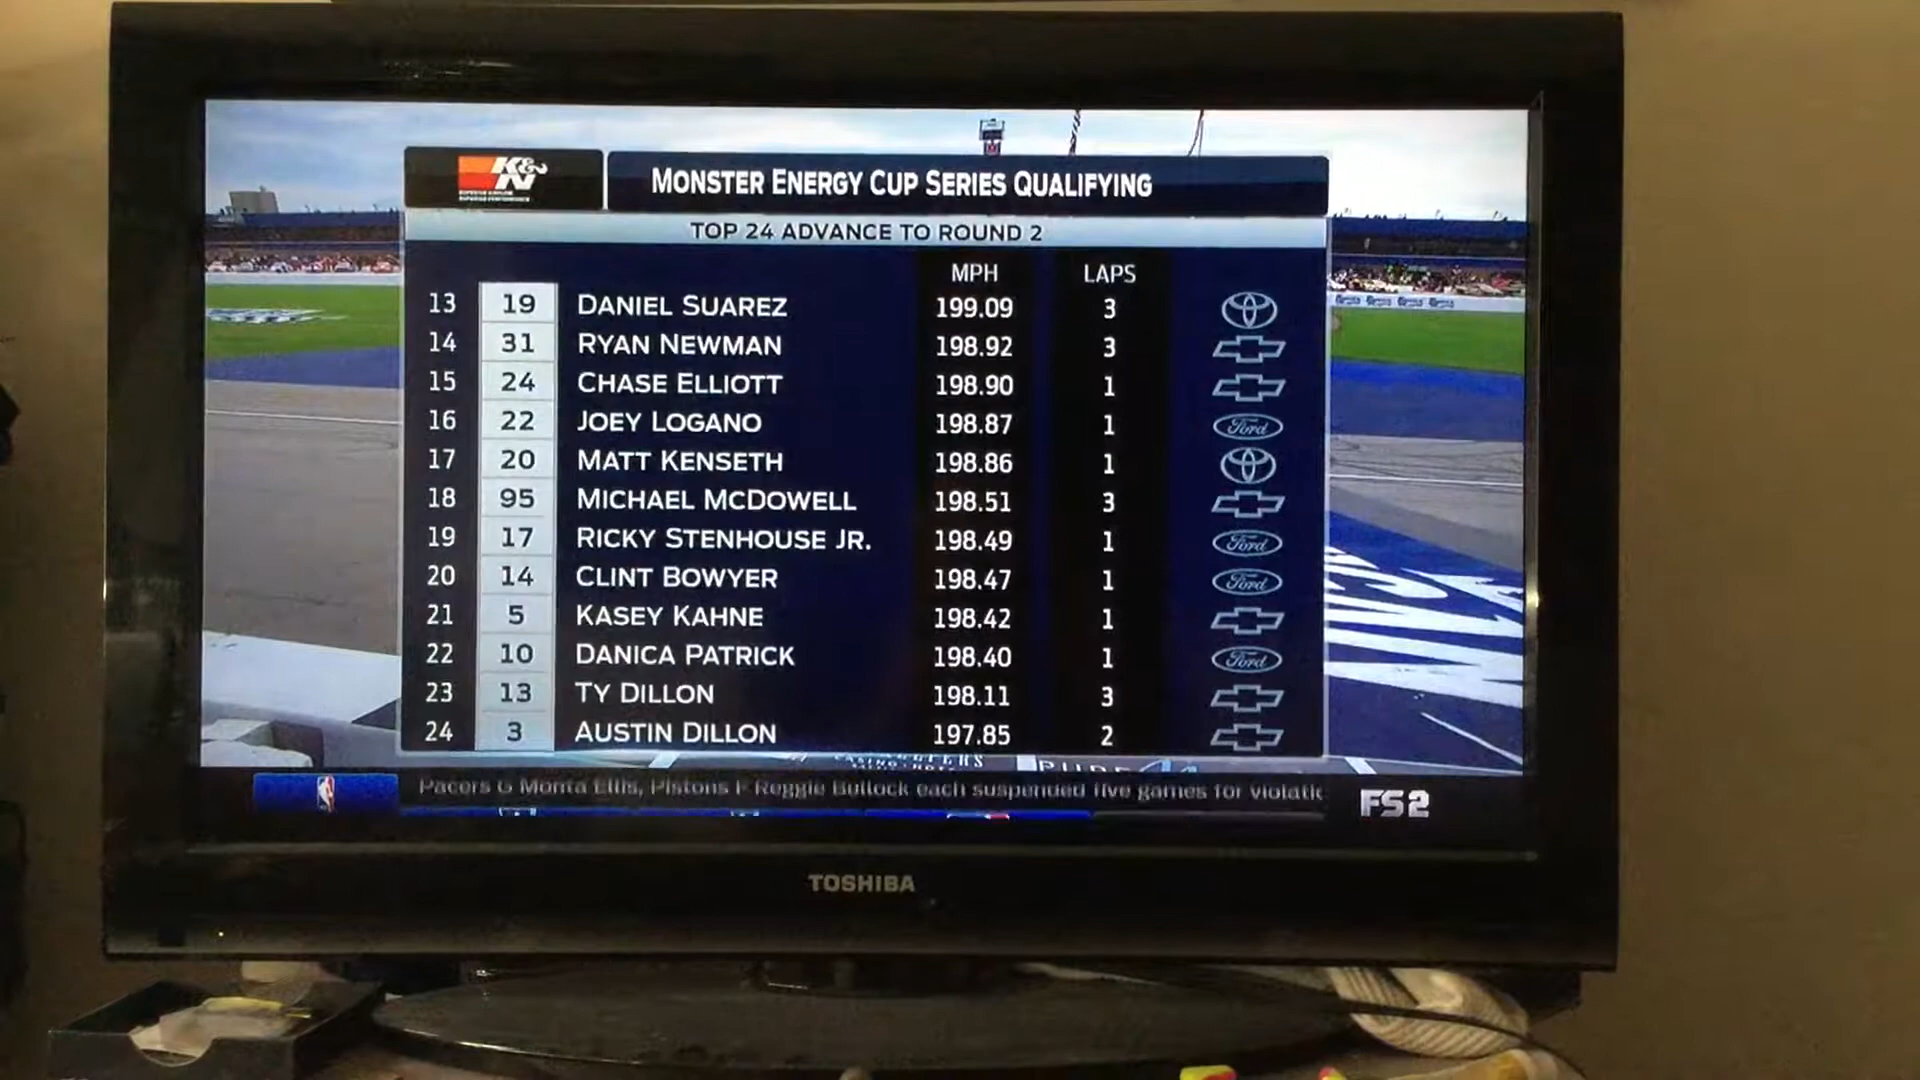 K&N
MONSTER ENERGY CUP SERIES QUALIFYING
TOP 24 ADVANCE TO ROUND 2
MPH LAPS
13 19 DANIEL SUAREZ 199.09 3
14 31 RYAN NEWMAN 198.92 3
15 24 CHASE ELLIOTT 198.90 1
16 22 JOEY LOGANO 198.87 1 Ford
17 20 MATT KENSETH 198.86 1
18 95 MICHAEL MCDOWELL 198.51 3
19 17 RICKY STENHOUSE JR. 198.49 1 Ford
20 14 CLINT BOWYER 198.47 1 Ford
21 5 KASEY KAHNE 198.42 1
22 10 DANICA PATRICK 198.40 1 Ford
23 13 TY DILLON 198.11 3
24 3 AUSTIN DILLON 197.85 2
Pacers G Monta Ellis, Pistons F Reggie Bullock each suspended five games for violati
FS2
TOSHIBA